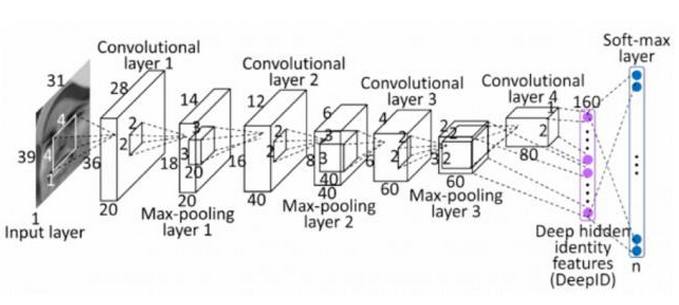 Soft-max
layer
Convolutional
layer 1
Convolutional
layer 2
Convolutional
layer 3
Convolutional
layer 4
31
39
4
4
1
1
Input layer
28
36
2
2
20
14
18
3
3
20
20
Max-pooling
layer 1
12
16
2
2
40
6
8
3
3
40
40
Max-pooling
layer 2
4
6
2
2
60
2
3
2
2
60
Max-pooling
layer 3
1
2
80
160
Deep hidden
identity
features
(DeepID)
n